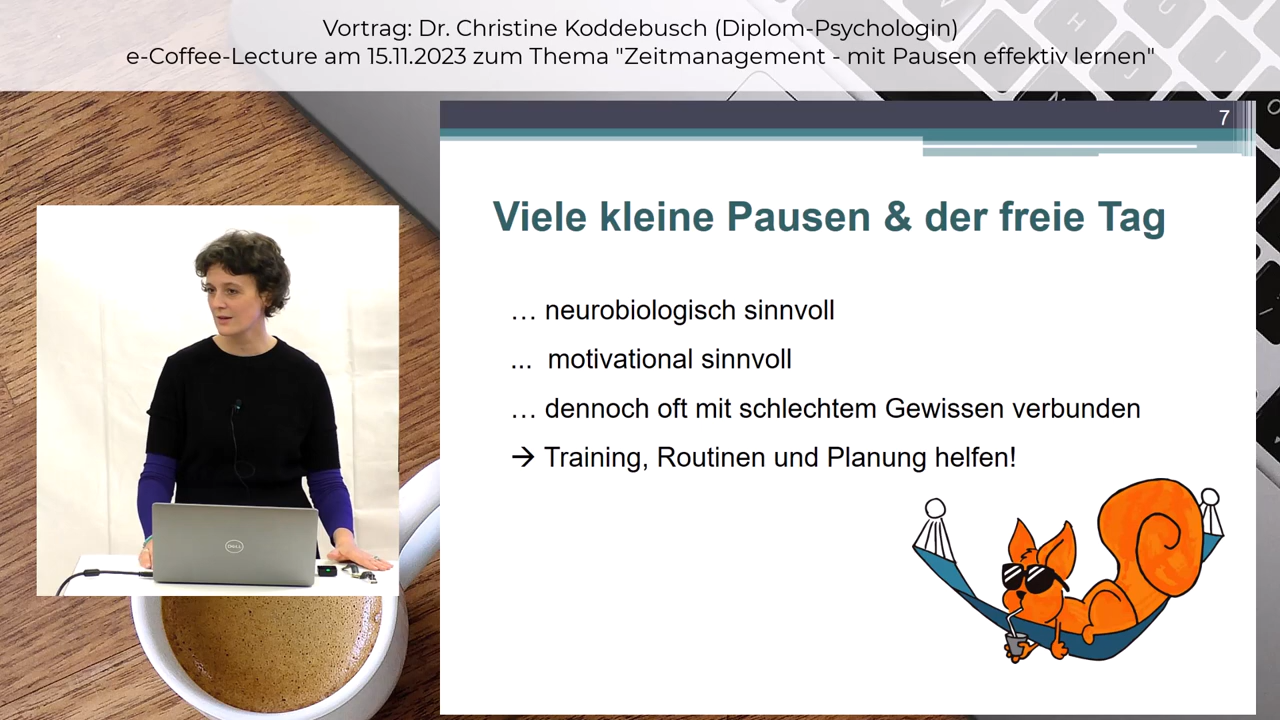 Vortrag: Dr. Christine Koddebusch (Diplom-Psychologin)
e-Coffee-Lecture am 15.11.2023 zum Thema "Zeitmanagement - mit Pausen effektiv lernen"
7
Viele kleine Pausen & der freie Tag
… neurobiologisch sinnvoll
... motivational sinnvoll
… dennoch oft mit schlechtem Gewissen verbunden
→ Training, Routinen und Planung helfen!
DELL